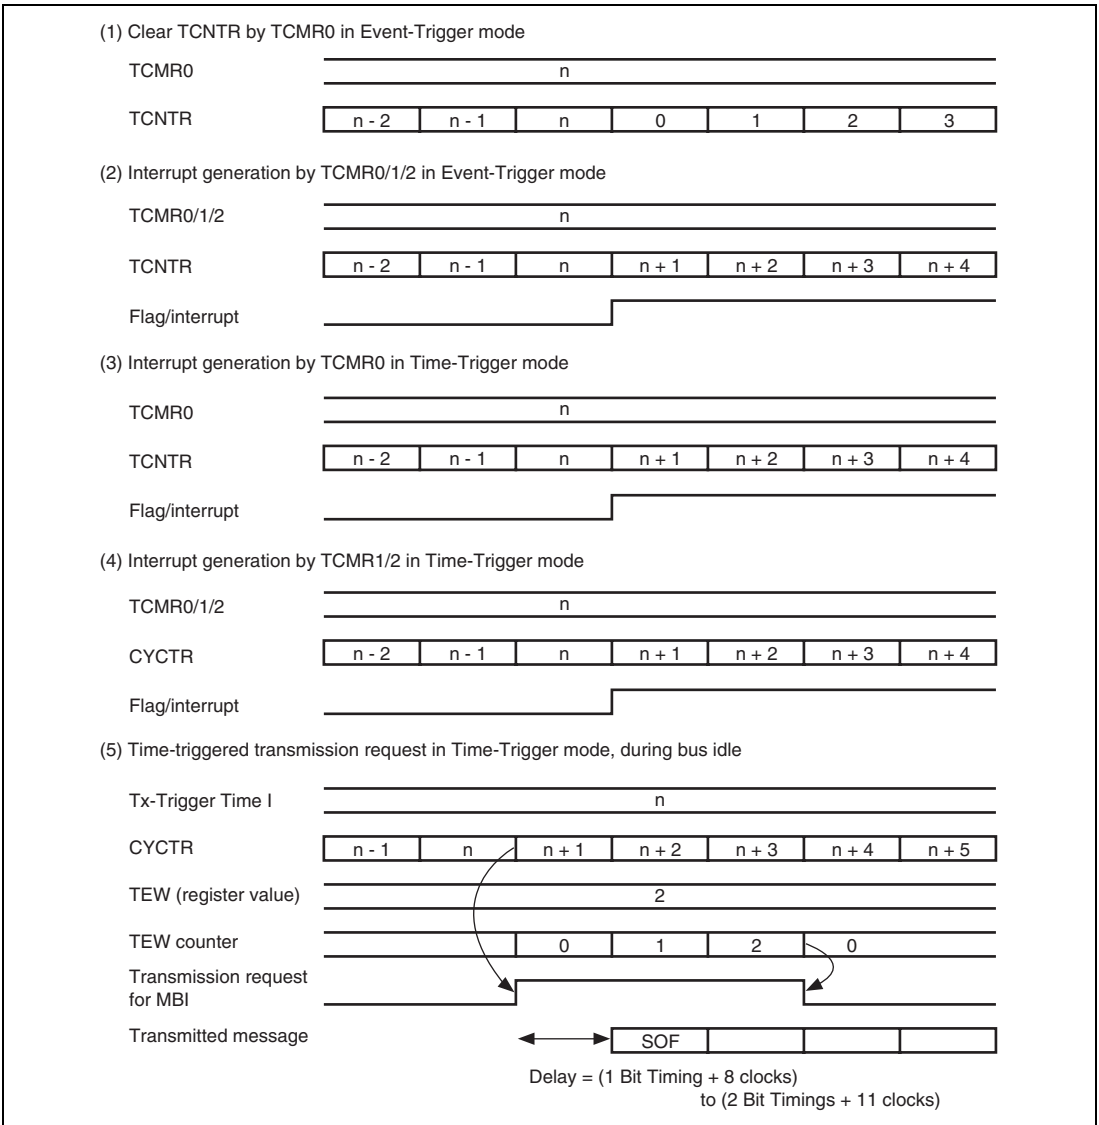 (1) Clear TCNTR by TCMR0 in Event-Trigger mode
TCMR0 n
TCNTR n - 2 n - 1 n 0 1 2 3
(2) Interrupt generation by TCMR0/1/2 in Event-Trigger mode
TCMR0/1/2 n
TCNTR n - 2 n - 1 n n + 1 n + 2 n + 3 n + 4
Flag/interrupt
(3) Interrupt generation by TCMR0 in Time-Trigger mode
TCMR0 n
TCNTR n - 2 n - 1 n n + 1 n + 2 n + 3 n + 4
Flag/interrupt
(4) Interrupt generation by TCMR1/2 in Time-Trigger mode
TCMR0/1/2 n
CYCTR n - 2 n - 1 n n + 1 n + 2 n + 3 n + 4
Flag/interrupt
(5) Time-triggered transmission request in Time-Trigger mode, during bus idle
Tx-Trigger Time I n
CYCTR n - 1 n n + 1 n + 2 n + 3 n + 4 n + 5
TEW (register value) 2
TEW counter 0 1 2 0
Transmission request
for MBI
Transmitted message SOF
Delay = (1 Bit Timing + 8 clocks)
to (2 Bit Timings + 11 clocks)